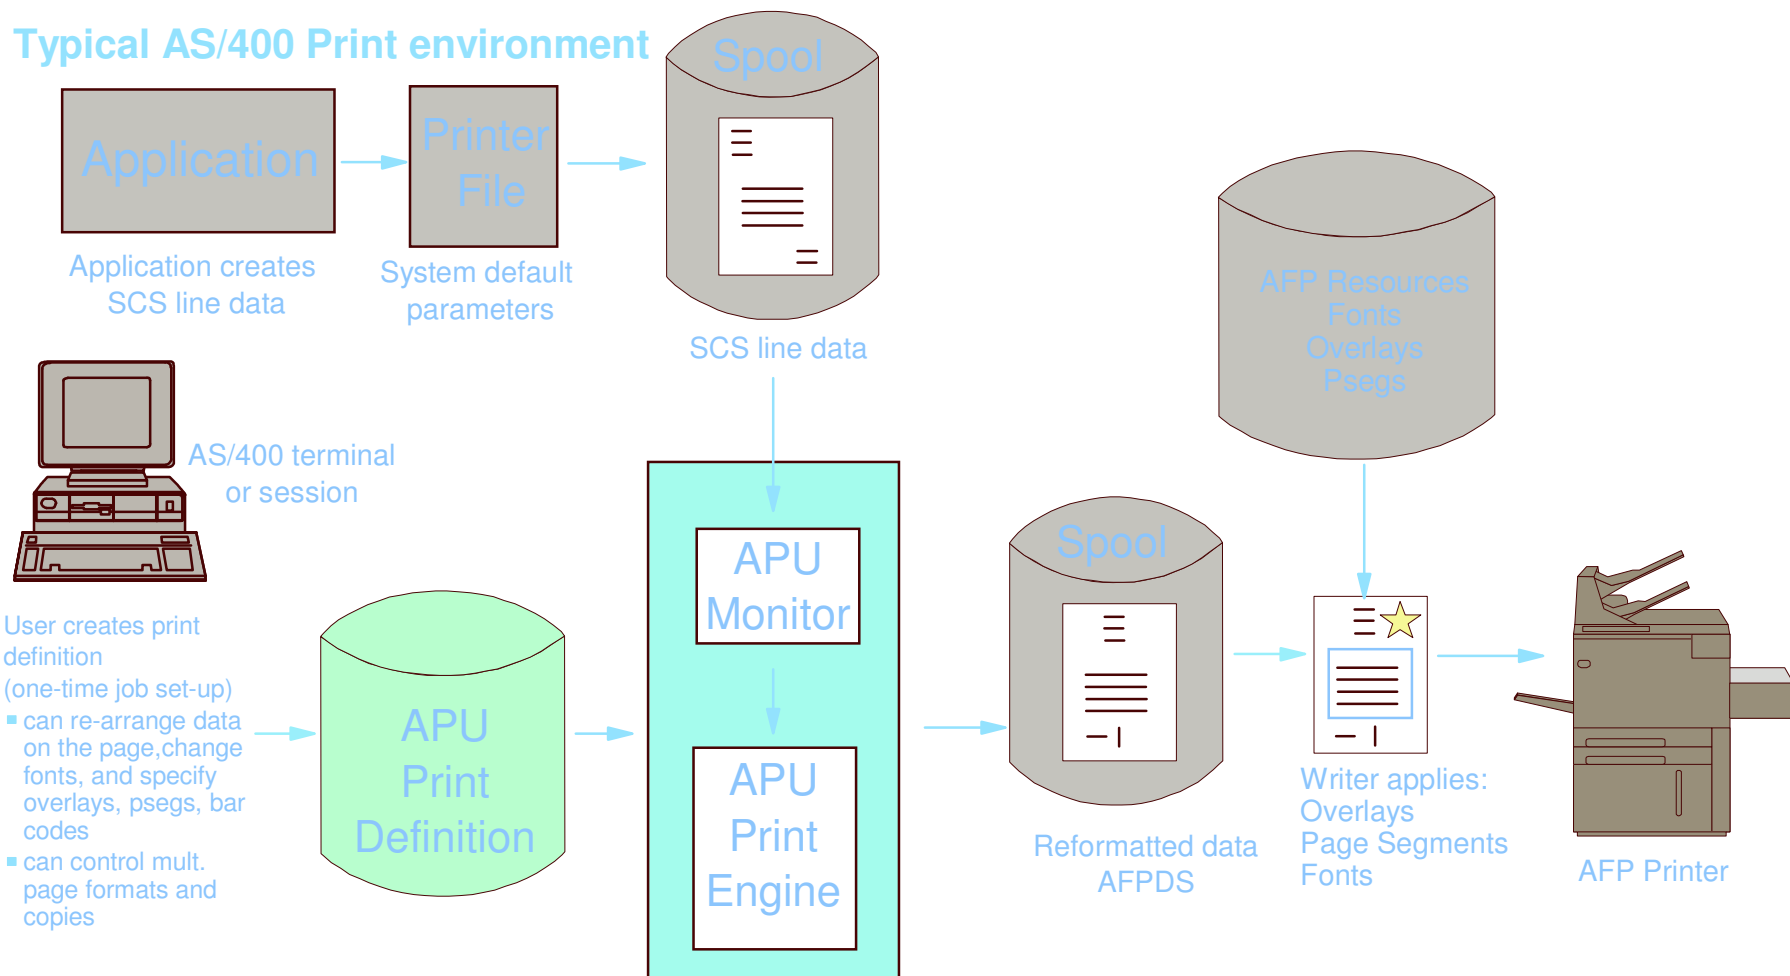 Typical AS/400 Print environment
Spool
Application
Printer
File
Application creates
SCS line data
System default
parameters
SCS line data
AFP Resources
Fonts
Overlays
Psegs
AS/400 terminal
or session
User creates print
definition
(one-time job set-up)
can re-arrange data
on the page,change
fonts, and specify
overlays, psegs, bar
codes
can control mult.
page formats and
copies
APU
Print
Definition
APU
Monitor
APU
Print
Engine
Spool
Reformatted data
AFPDS
Writer applies:
Overlays
Page Segments
Fonts
AFP Printer